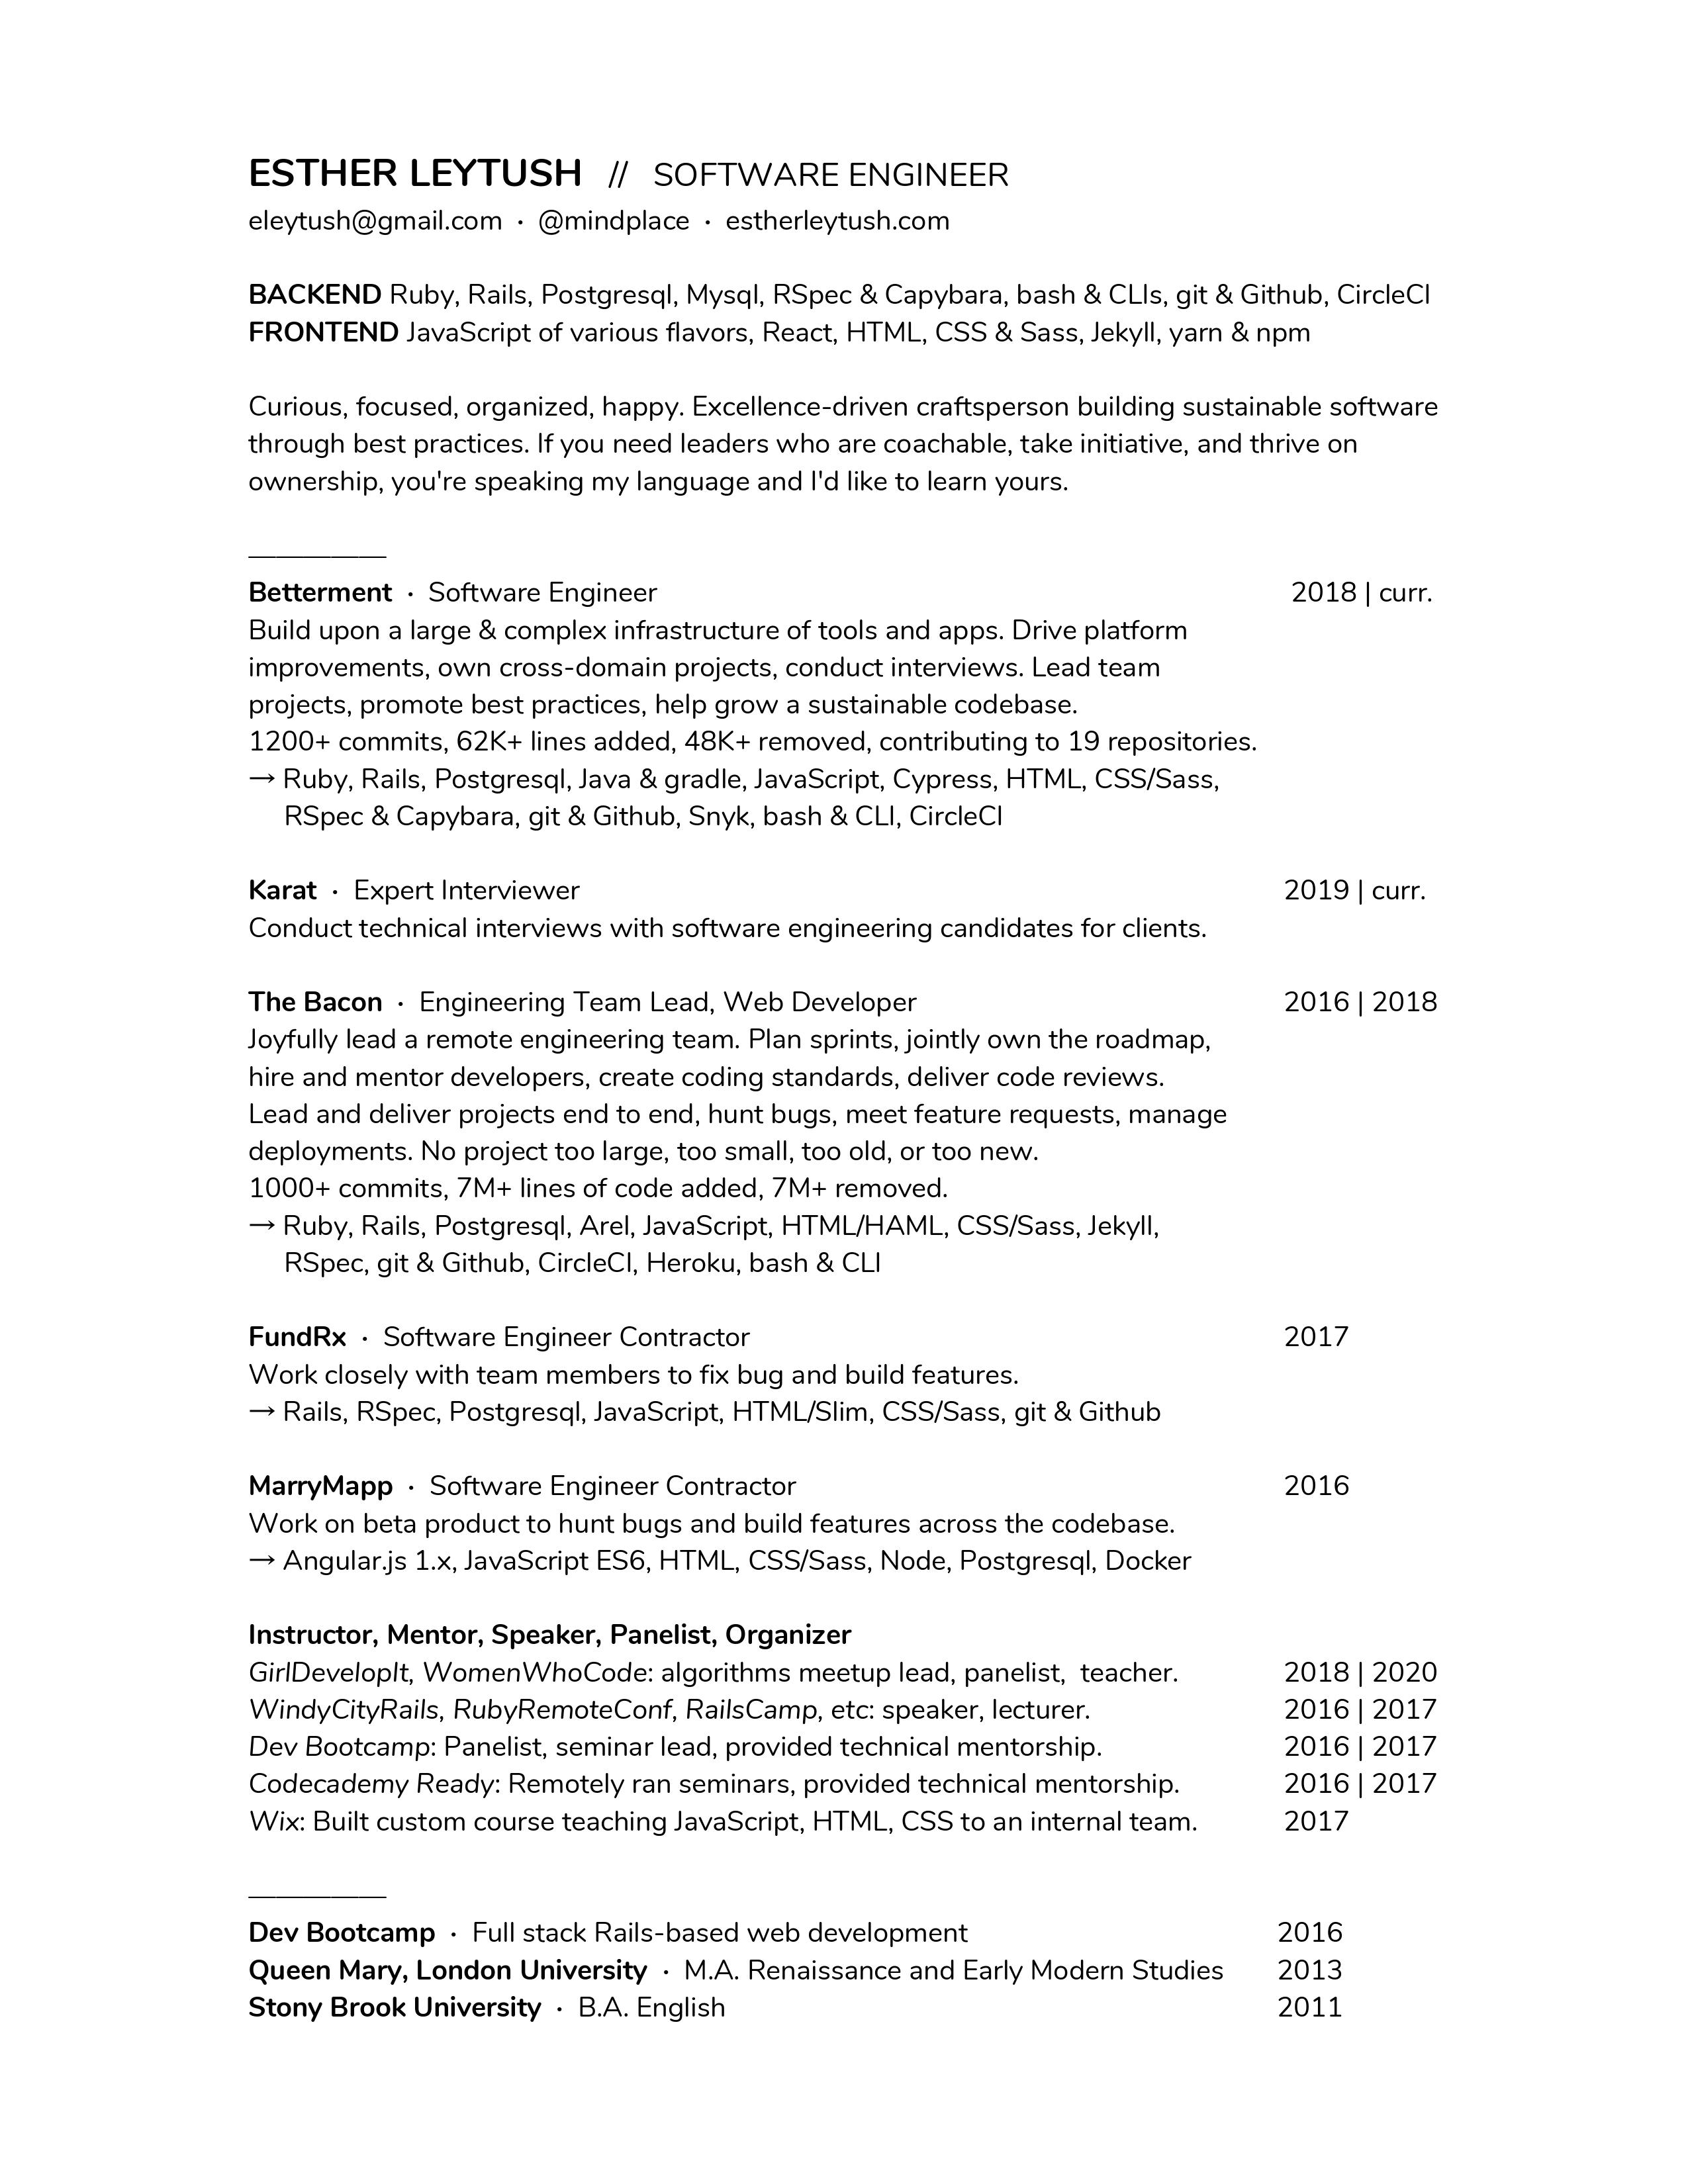 ESTHER LEYTUSH // SOFTWARE ENGINEER
eleytush@gmail.com · @mindplace · estherleytush.com
BACKEND Ruby, Rails, Postgresql, Mysql, RSpec & Capybara, bash & CLIs, git & Github, CircleCI
FRONTEND JavaScript of various flavors, React, HTML, CSS & Sass, Jekyll, yarn & npm
Curious, focused, organized, happy. Excellence-driven craftsperson building sustainable software
through best practices. If you need leaders who are coachable, take initiative, and thrive on
ownership, you're speaking my language and I'd like to learn yours.
Betterment · Software Engineer 2018 | curr.
Build upon a large & complex infrastructure of tools and apps. Drive platform
improvements, own cross-domain projects, conduct interviews. Lead team
projects, promote best practices, help grow a sustainable codebase.
1200+ commits, 62K+ lines added, 48K+ removed, contributing to 19 repositories.
→ Ruby, Rails, Postgresql, Java & gradle, JavaScript, Cypress, HTML, CSS/Sass,
RSpec & Capybara, git & Github, Snyk, bash & CLI, CircleCI
Karat · Expert Interviewer 2019 | curr.
Conduct technical interviews with software engineering candidates for clients.
The Bacon · Engineering Team Lead, Web Developer 2016 | 2018
Joyfully lead a remote engineering team. Plan sprints, jointly own the roadmap,
hire and mentor developers, create coding standards, deliver code reviews.
Lead and deliver projects end to end, hunt bugs, meet feature requests, manage
deployments. No project too large, too small, too old, or too new.
1000+ commits, 7M+ lines of code added, 7M+ removed.
→ Ruby, Rails, Postgresql, Arel, JavaScript, HTML/HAML, CSS/Sass, Jekyll,
RSpec, git & Github, CircleCI, Heroku, bash & CLI
FundRx · Software Engineer Contractor 2017
Work closely with team members to fix bug and build features.
→ Rails, RSpec, Postgresql, JavaScript, HTML/Slim, CSS/Sass, git & Github
MarryMapp · Software Engineer Contractor 2016
Work on beta product to hunt bugs and build features across the codebase.
→ Angular.js 1.x, JavaScript ES6, HTML, CSS/Sass, Node, Postgresql, Docker
Instructor, Mentor, Speaker, Panelist, Organizer
GirlDevelopIt, WomenWhoCode: algorithms meetup lead, panelist, teacher. 2018 | 2020
WindyCityRails, RubyRemoteConf, RailsCamp, etc: speaker, lecturer. 2016 | 2017
Dev Bootcamp: Panelist, seminar lead, provided technical mentorship. 2016 | 2017
Codecademy Ready: Remotely ran seminars, provided technical mentorship. 2016 | 2017
Wix: Built custom course teaching JavaScript, HTML, CSS to an internal team. 2017
Dev Bootcamp · Full stack Rails-based web development 2016
Queen Mary, London University · M.A. Renaissance and Early Modern Studies 2013
Stony Brook University · B.A. English 2011